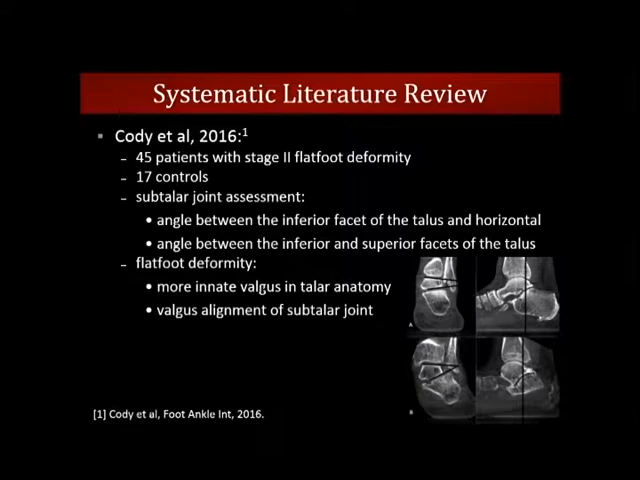 Systematic Literature Review
▪ Cody et al, 2016:¹
– 45 patients with stage II flatfoot deformity
– 17 controls
– subtalar joint assessment:
• angle between the inferior facet of the talus and horizontal
• angle between the inferior and superior facets of the talus
– flatfoot deformity:
• more innate valgus in talar anatomy
• valgus alignment of subtalar joint
A
B
[1] Cody et al, Foot Ankle Int, 2016.